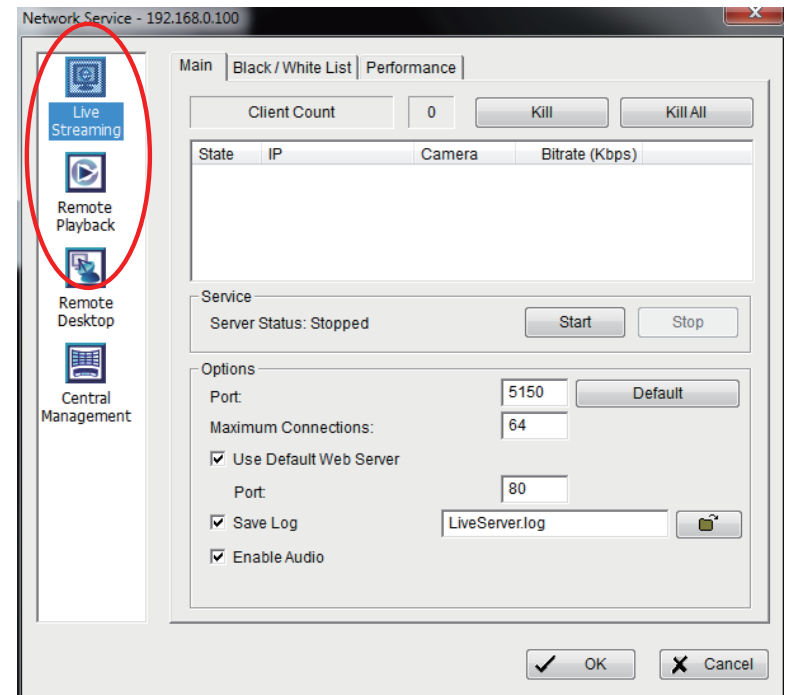 Network Service - 192.168.0.100
Live
Streaming
Remote
Playback
Remote
Desktop
Central
Management
Main Black / White List Performance
Client Count 0 Kill Kill All
State IP Camera Bitrate (Kbps)
Service
Server Status: Stopped Start Stop
Options
Port: 5150 Default
Maximum Connections: 64
Use Default Web Server
Port: 80
Save Log LiveServer.log
Enable Audio
OK Cancel